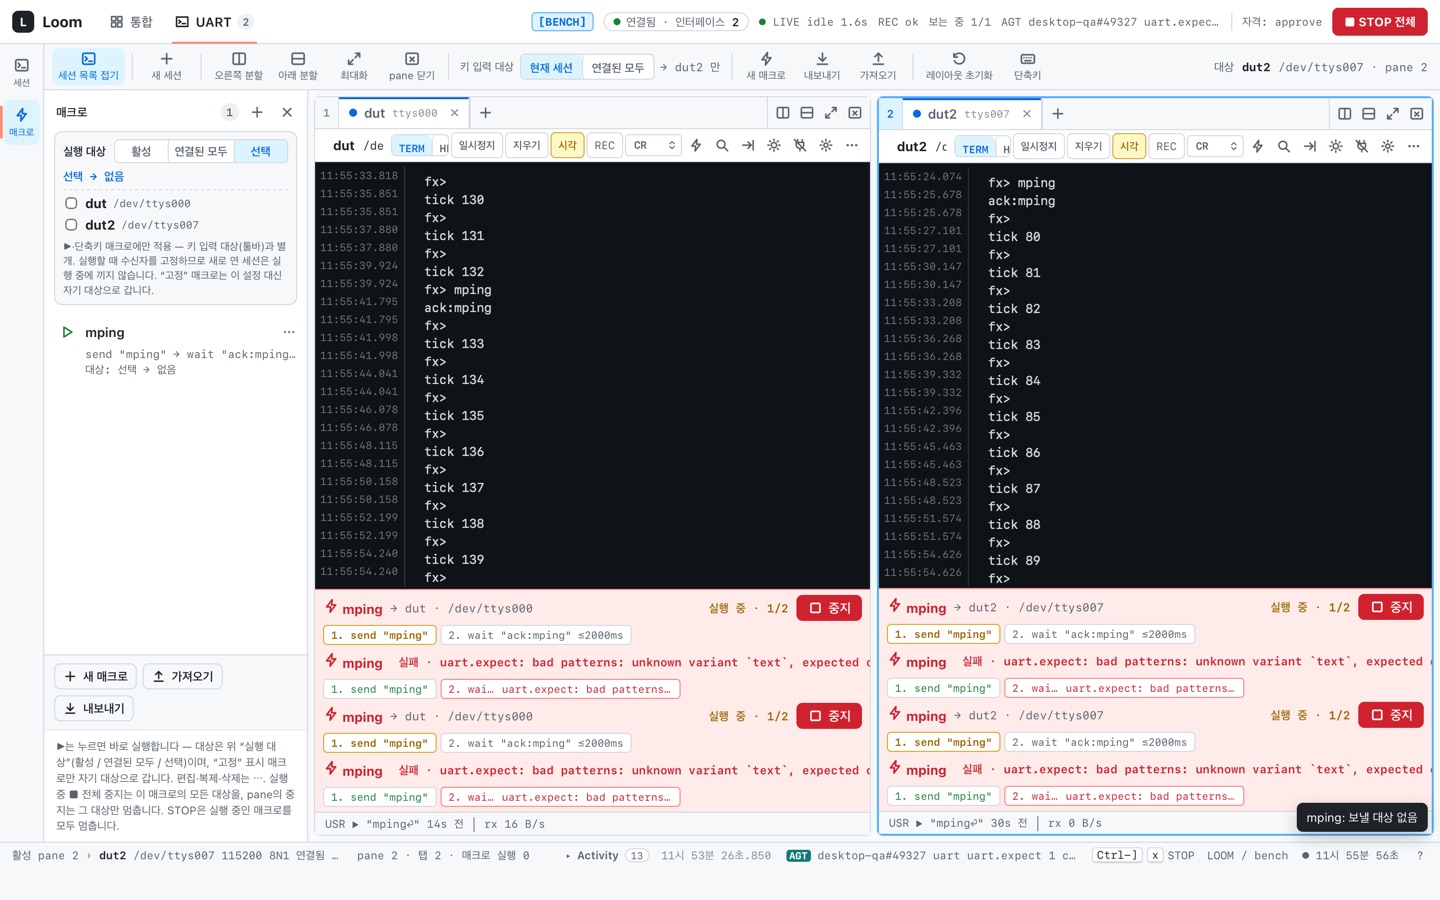 L Loom 통합 UART 2
[BENCH] 연결됨 · 인터페이스 2 LIVE idle 1.6s REC ok 보는 중 1/1 AGT desktop-qa#49327 uart.expec… 자격: approve STOP 전체
세션 목록 접기 새 세션 오른쪽 분할 아래 분할 최대화 pane 닫기 키 입력 대상 현재 세션 연결된 모두 → dut2 만 새 매크로 내보내기 가져오기 레이아웃 초기화 단축키 대상 dut2 /dev/ttys007 · pane 2
세션
매크로
매크로 1
실행 대상 활성 연결된 모두 선택
선택 → 없음
dut /dev/ttys000
dut2 /dev/ttys007
▶·단축키 매크로에만 적용 — 키 입력 대상(툴바)과 별
개. 실행할 때 수신자를 고정하므로 새로 연 세션은 실
행 중에 끼지 않습니다. “고정” 매크로는 이 설정 대신
자기 대상으로 갑니다.
mping ···
send "mping" → wait "ack:mping…
대상: 선택 → 없음
새 매크로 가져오기
내보내기
▶는 누르면 바로 실행합니다 — 대상은 위 “실행 대
상”(활성 / 연결된 모두 / 선택)이며, “고정” 표시 매크
로만 자기 대상으로 갑니다. 편집·복제·삭제는 ···. 실행
중 ■ 전체 중지는 이 매크로의 모든 대상을, pane의 중
지는 그 대상만 멈춥니다. STOP은 실행 중인 매크로를
모두 멈춥니다.
1 dut ttys000
dut /de TERM 일시정지 지우기 시각 REC CR
11:55:33.818 fx>
11:55:35.851 tick 130
11:55:35.851 fx>
11:55:37.880 tick 131
11:55:37.880 fx>
11:55:39.924 tick 132
11:55:39.924 fx> mping
11:55:41.795 ack:mping
11:55:41.795 fx>
11:55:41.998 tick 133
11:55:44.041 fx>
11:55:44.041 tick 134
11:55:46.078 fx>
11:55:46.078 tick 135
11:55:48.115 fx>
11:55:48.115 tick 136
11:55:50.158 fx>
11:55:50.158 tick 137
11:55:52.199 fx>
11:55:52.199 tick 138
11:55:54.240 fx>
11:55:54.240 tick 139
fx>
mping → dut · /dev/ttys000 실행 중 · 1/2 중지
1. send "mping" 2. wait "ack:mping" ≤2000ms
mping 실패 · uart.expect: bad patterns: unknown variant `text`, expected
1. send "mping" 2. wai… uart.expect: bad patterns…
mping → dut · /dev/ttys000 실행 중 · 1/2 중지
1. send "mping" 2. wait "ack:mping" ≤2000ms
mping 실패 · uart.expect: bad patterns: unknown variant `text`, expected
1. send "mping" 2. wai… uart.expect: bad patterns…
USR ▶ "mping⏎" 14s 전 │ rx 16 B/s
2 dut2 ttys007
dut2 /c TERM 일시정지 지우기 시각 REC CR
11:55:24.074 fx> mping
11:55:25.678 ack:mping
11:55:25.678 fx>
11:55:27.101 tick 80
11:55:27.101 fx>
11:55:30.147 tick 81
11:55:30.147 fx>
11:55:33.208 tick 82
11:55:33.208 fx>
11:55:36.268 tick 83
11:55:36.268 fx>
11:55:39.332 tick 84
11:55:39.332 fx>
11:55:42.396 tick 85
11:55:42.396 fx>
11:55:45.463 tick 86
11:55:45.463 fx>
11:55:48.523 tick 87
11:55:48.523 fx>
11:55:51.574 tick 88
11:55:51.574 fx>
11:55:54.626 tick 89
11:55:54.626 fx>
mping → dut2 · /dev/ttys007 실행 중 · 1/2 중지
1. send "mping" 2. wait "ack:mping" ≤2000ms
mping 실패 · uart.expect: bad patterns: unknown variant `text`, expected
1. send "mping" 2. wai… uart.expect: bad patterns…
mping → dut2 · /dev/ttys007 실행 중 · 1/2 중지
1. send "mping" 2. wait "ack:mping" ≤2000ms
mping 실패 · uart.expect: bad patterns: unknown variant `text`, expected
1. send "mping" 2. wai… uart.expect: bad patterns…
USR ▶ "mping⏎" 30s 전 │ rx 0 B/s
mping: 보낼 대상 없음
활성 pane 2 › dut2 /dev/ttys007 115200 8N1 연결됨 … pane 2 · 탭 2 · 매크로 실행 0 ▸ Activity 13 11시 53분 26초.850 AGT desktop-qa#49327 uart uart.expect 1 c… Ctrl-] x STOP LOOM / bench 11시 55분 56초 ?